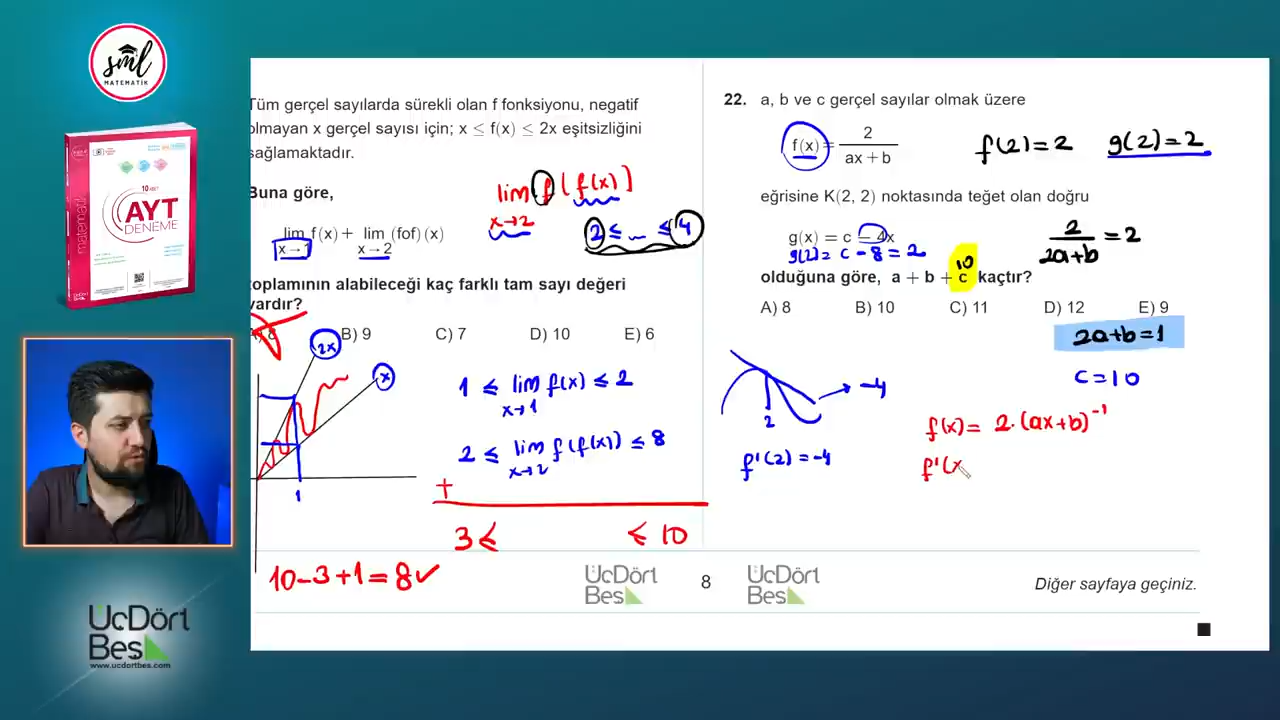 sml
MATEMATİK
matematik
10 ADET
AYT
DENEME
Tüm gerçel sayılarda sürekli olan f fonksiyonu, negatif
olmayan x gerçel sayısı için; x ≤ f(x) ≤ 2x eşitsizliğini
sağlamaktadır.
Buna göre,
lim f(x) + lim (fof)(x)
x→1 x→2
toplamının alabileceği kaç farklı tam sayı değeri
vardır?
A) 8 B) 9 C) 7 D) 10 E) 6
lim f(f(x))
x→2
2 ≤ ... ≤ 4
2x
x
1
1 ≤ lim f(x) ≤ 2
x→1
2 ≤ lim f(f(x)) ≤ 8
x→2
+
3 ≤ ≤ 10
10-3+1=8✓
22. a, b ve c gerçel sayılar olmak üzere
f(x) = 2/(ax + b)
f(2)=2 g(2)=2
eğrisine K(2, 2) noktasında teğet olan doğru
g(x) = c – 4x
g(2)= c-8=2
2/(2a+b) = 2
10
olduğuna göre, a + b + c kaçtır?
A) 8 B) 10 C) 11 D) 12 E) 9
2a+b=1
c=10
-4
2
f'(2)=-4
f(x)= 2.(ax+b)⁻¹
f'(x
ÜçDört
Beş
8
ÜçDört
Beş
Diğer sayfaya geçiniz.
ÜçDört
Beş
www.ucdortbes.com